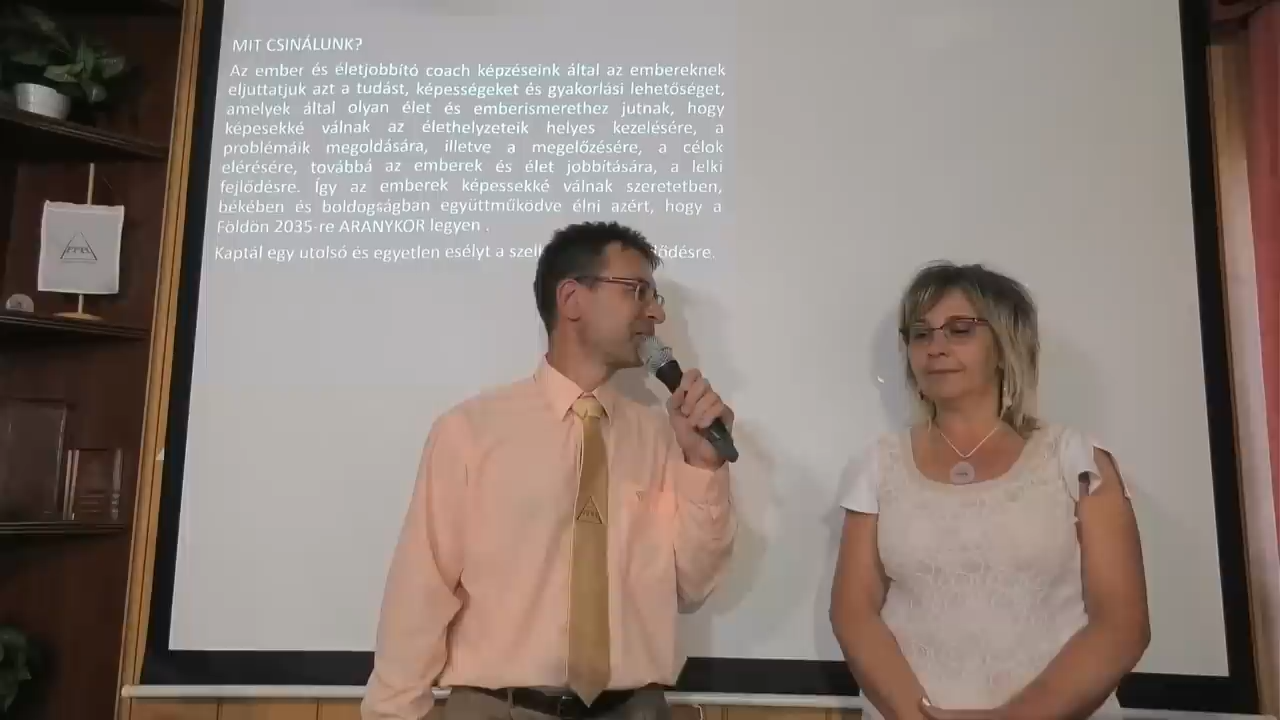 MIT CSINÁLUNK?
Az ember és életjobbító coach képzéseink által az embereknek
eljuttatjuk azt a tudást, képességeket és gyakorlási lehetőséget,
amelyek által olyan élet és emberismerethez jutnak, hogy
képesekké válnak az élethelyzeteik helyes kezelésére, a
problémáik megoldására, illetve a megelőzésére, a célok
elérésére, továbbá az emberek és élet jobbítására, a lelki
fejlődésre. Így az emberek képessekké válnak szeretetben,
békében és boldogságban együttműködve élni azért, hogy a
Földön 2035-re ARANYKOR legyen .
Kaptál egy utolsó és egyetlen esélyt a